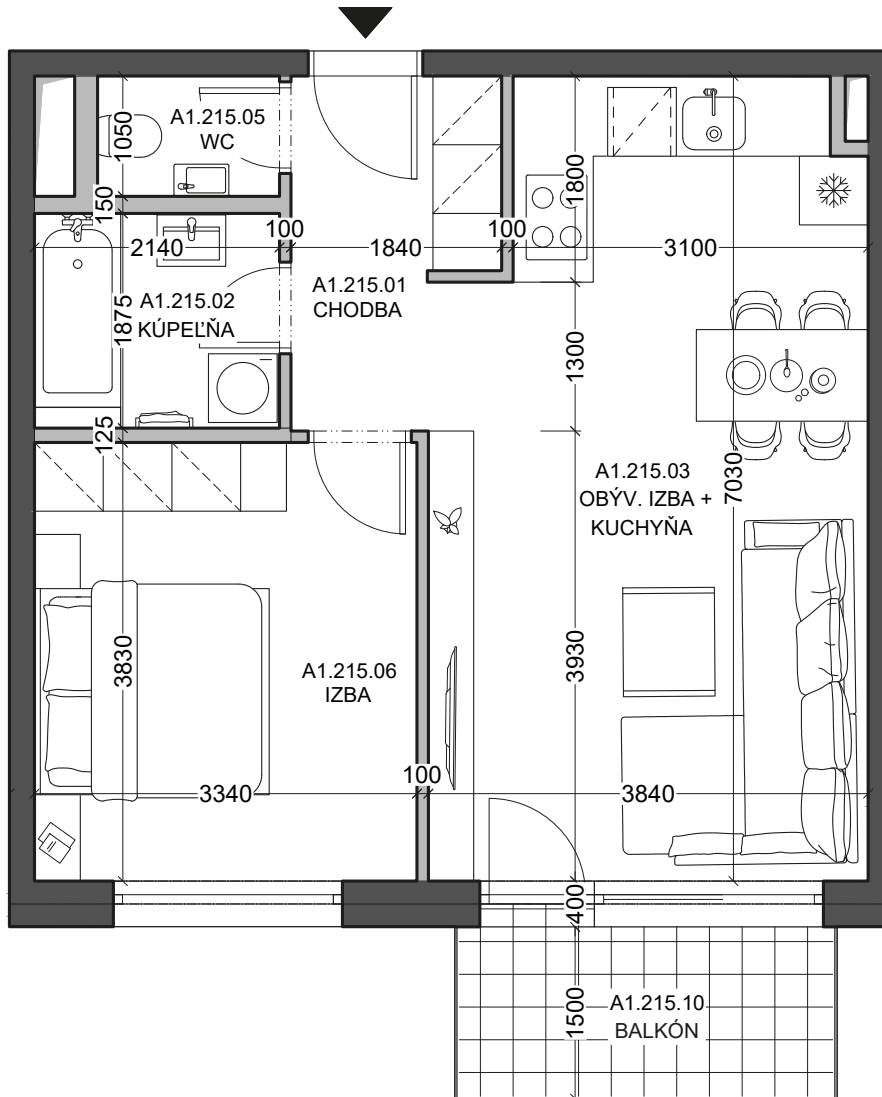 A1.215.05
WC
1050
150
1800
2140
100
1840
100
3100
A1.215.01
CHODBA
A1.215.02
KÚPEĽŇA
1875
1300
125
A1.215.03
OBÝV. IZBA +
KUCHYŇA
7030
3830
3930
A1.215.06
IZBA
100
3340
3840
400
1500
A1.215.10
BALKÓN